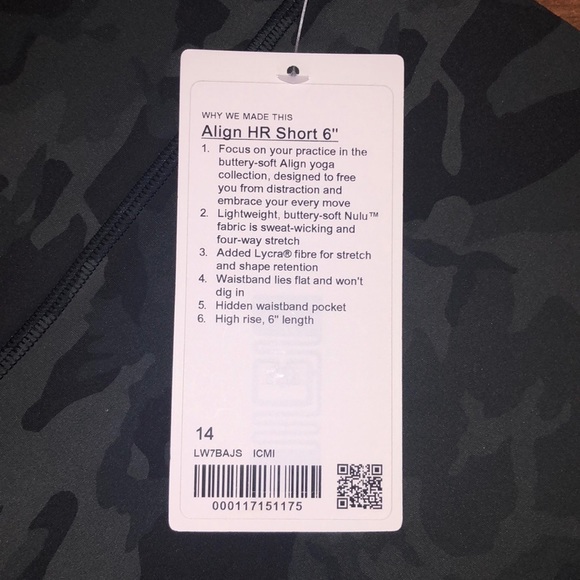 WHY WE MADE THIS
Align HR Short 6"
1. Focus on your practice in the
buttery-soft Align yoga
collection, designed to free
you from distraction and
embrace your every move
2. Lightweight, buttery-soft Nulu™
fabric is sweat-wicking and
four-way stretch
3. Added Lycra® fibre for stretch
and shape retention
4. Waistband lies flat and won't
dig in
5. Hidden waistband pocket
6. High rise, 6" length
14
LW7BAJS ICMI
000117151175